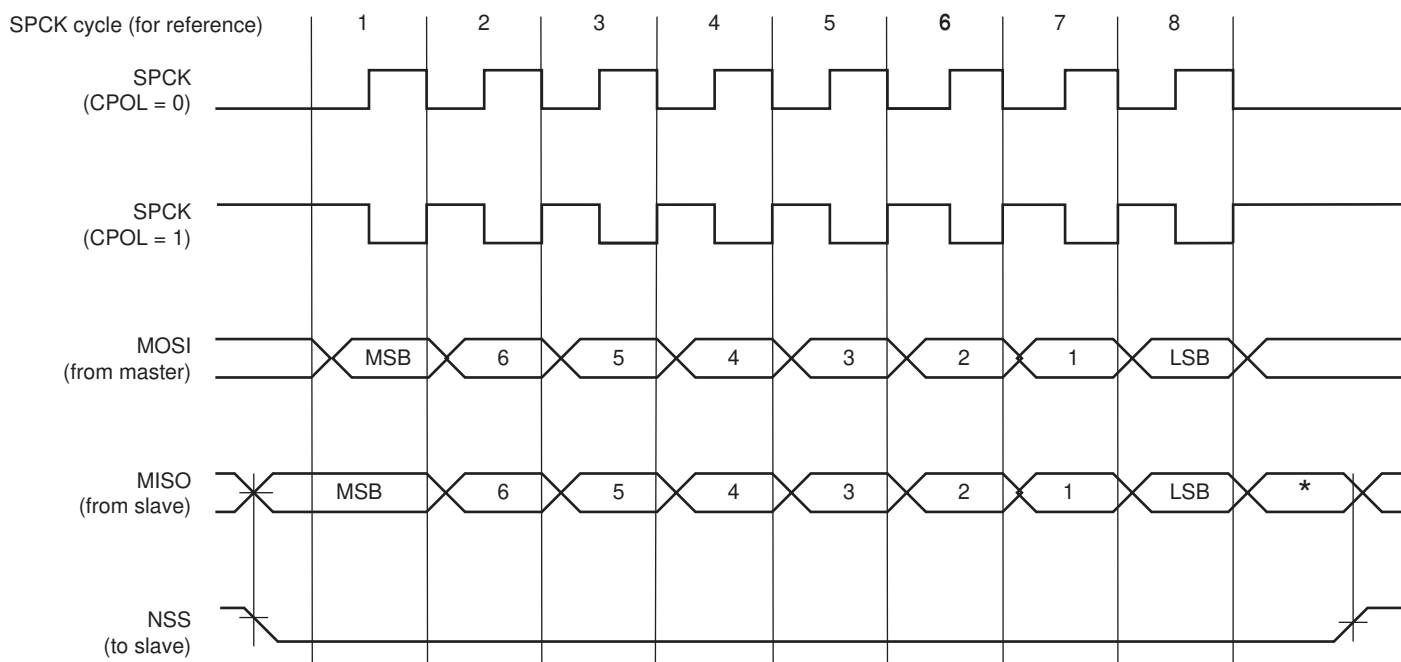 SPCK cycle (for reference) 1 2 3 4 5 6 7 8
SPCK
(CPOL = 0)
SPCK
(CPOL = 1)
MOSI
(from master)
MSB 6 5 4 3 2 1 LSB
MISO
(from slave)
MSB 6 5 4 3 2 1 LSB *
NSS
(to slave)